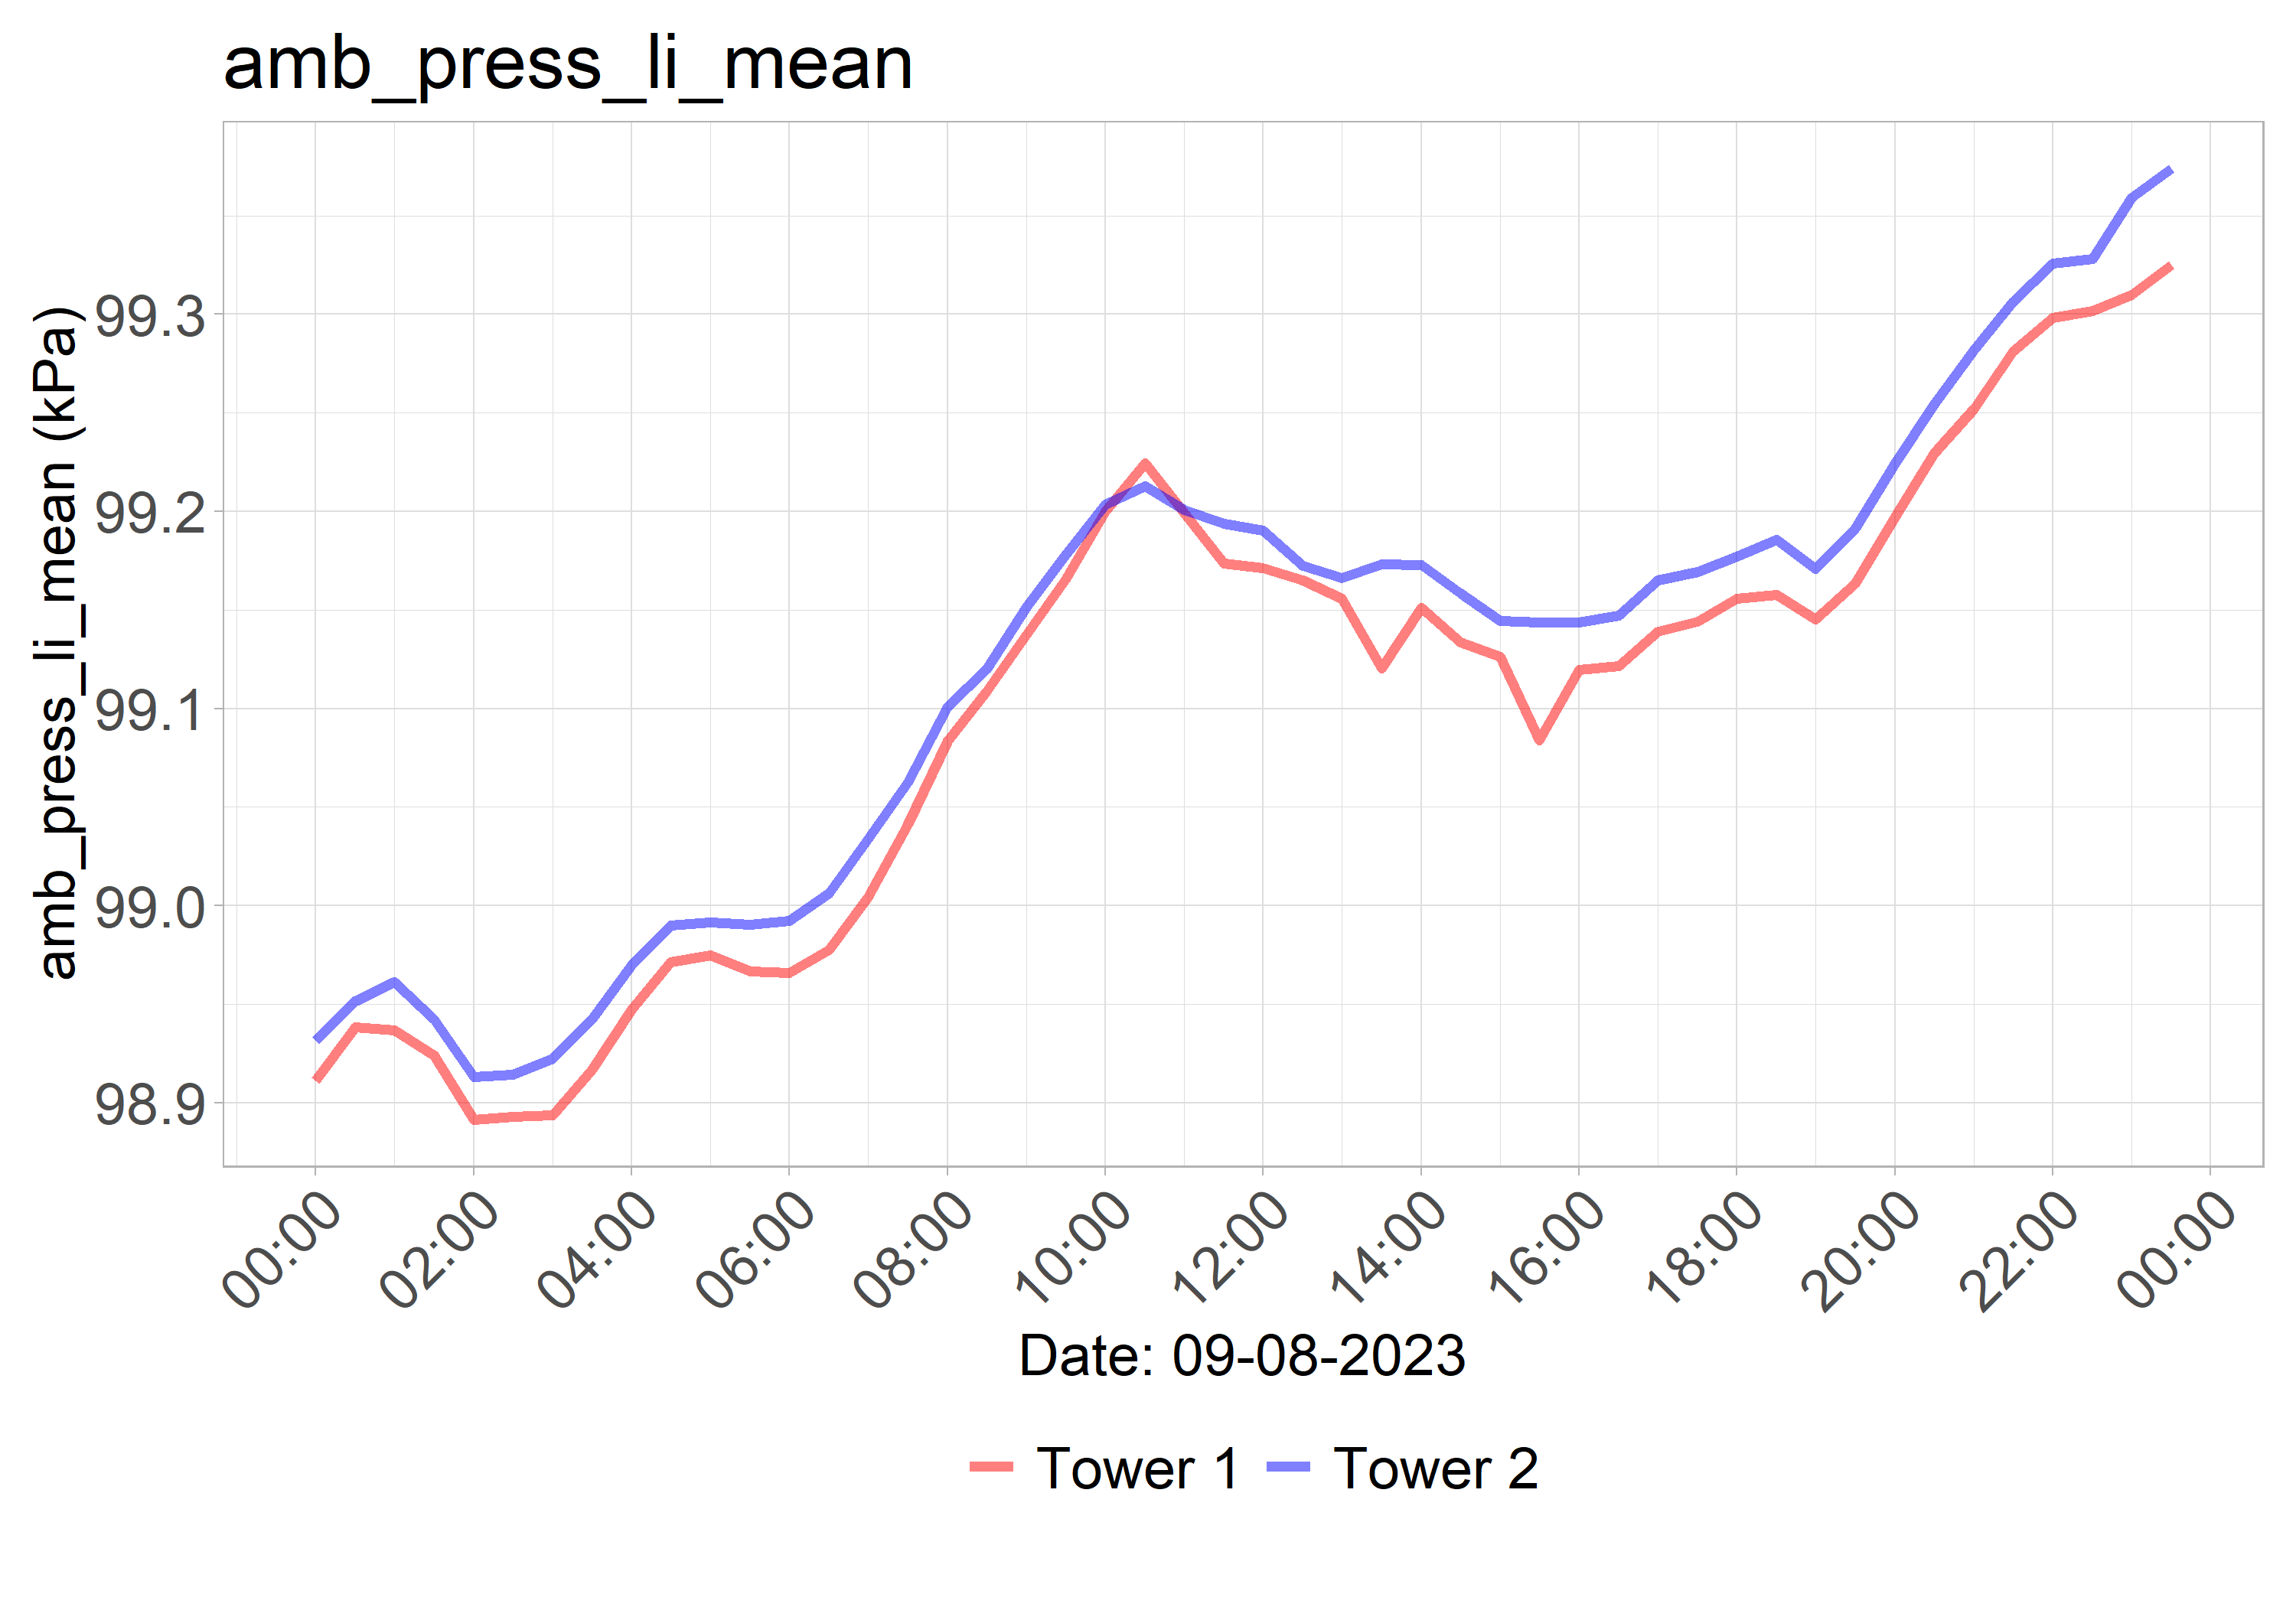 amb_press_li_mean
amb_press_li_mean (kPa)
99.3
99.2
99.1
99.0
98.9
00:00 02:00 04:00 06:00 08:00 10:00 12:00 14:00 16:00 18:00 20:00 22:00 00:00
Date: 09-08-2023
Tower 1 Tower 2